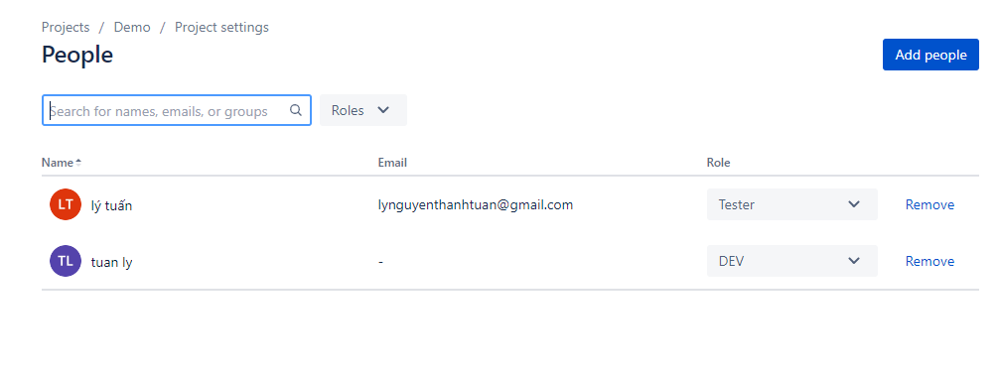 Projects / Demo / Project settings
People
Add people
Search for names, emails, or groups
Roles
Name Email Role
LT lý tuấn lynguyenthanhtuan@gmail.com Tester Remove
TL tuan ly - DEV Remove